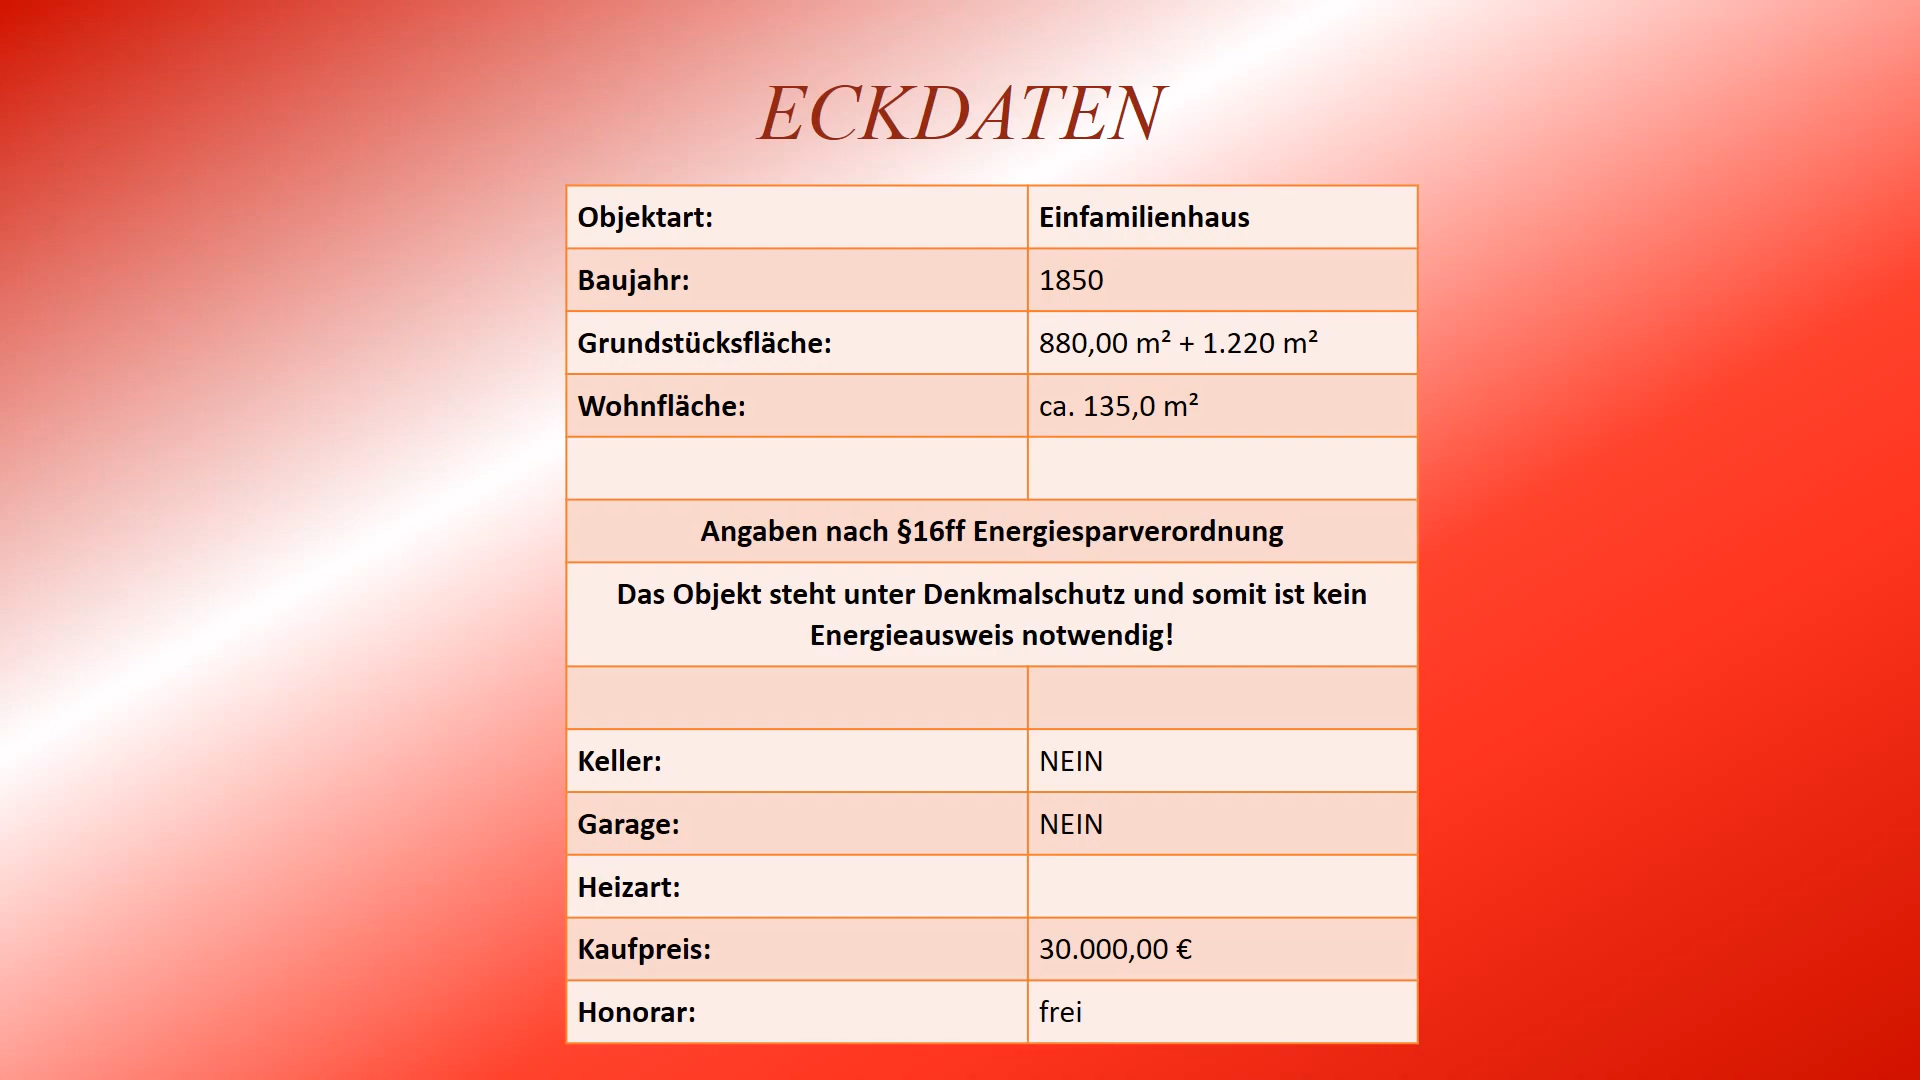 ECKDATEN
Objektart: Einfamilienhaus
Baujahr: 1850
Grundstücksfläche: 880,00 m² + 1.220 m²
Wohnfläche: ca. 135,0 m²
Angaben nach §16ff Energiesparverordnung
Das Objekt steht unter Denkmalschutz und somit ist kein
Energieausweis notwendig!
Keller: NEIN
Garage: NEIN
Heizart:
Kaufpreis: 30.000,00 €
Honorar: frei